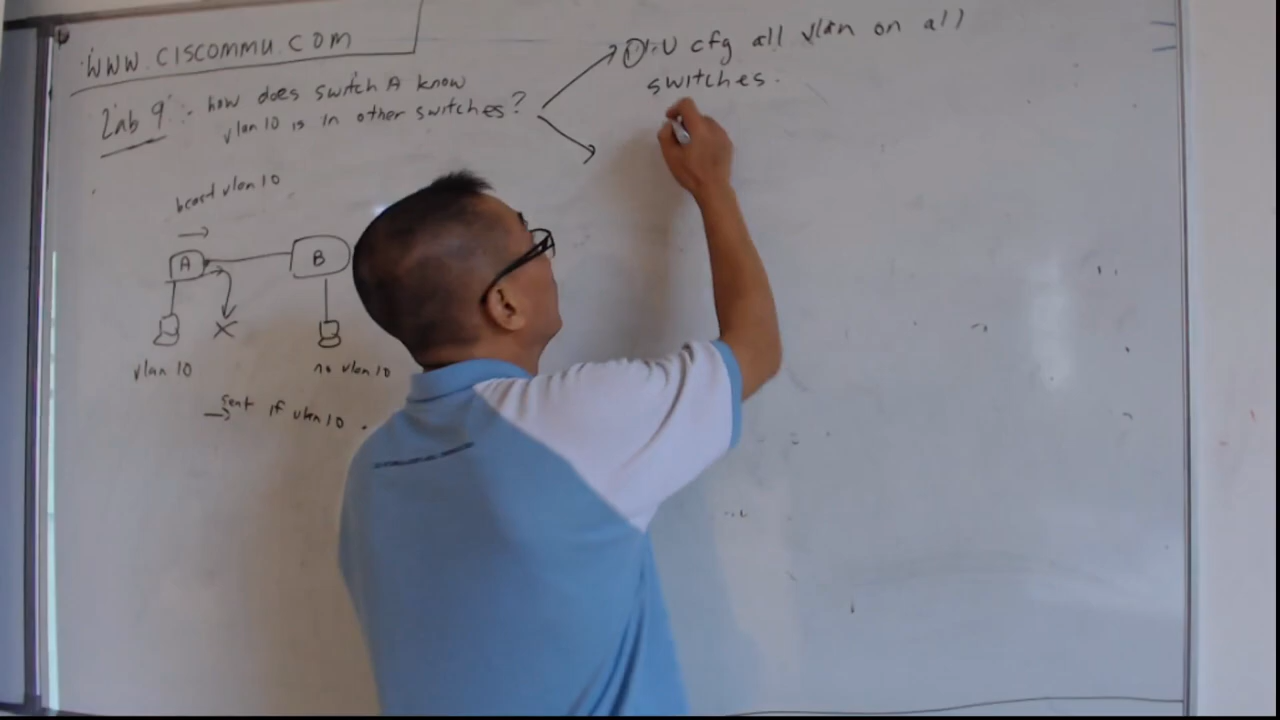 www.ciscommu.com
Lab 9 :- how does switch A know
vlan 10 is in other switches?
① :- U cfg all vlan on all
switches.
bcast vlan 10
A
B
X
vlan 10
no vlan 10
sent if vlan 10.